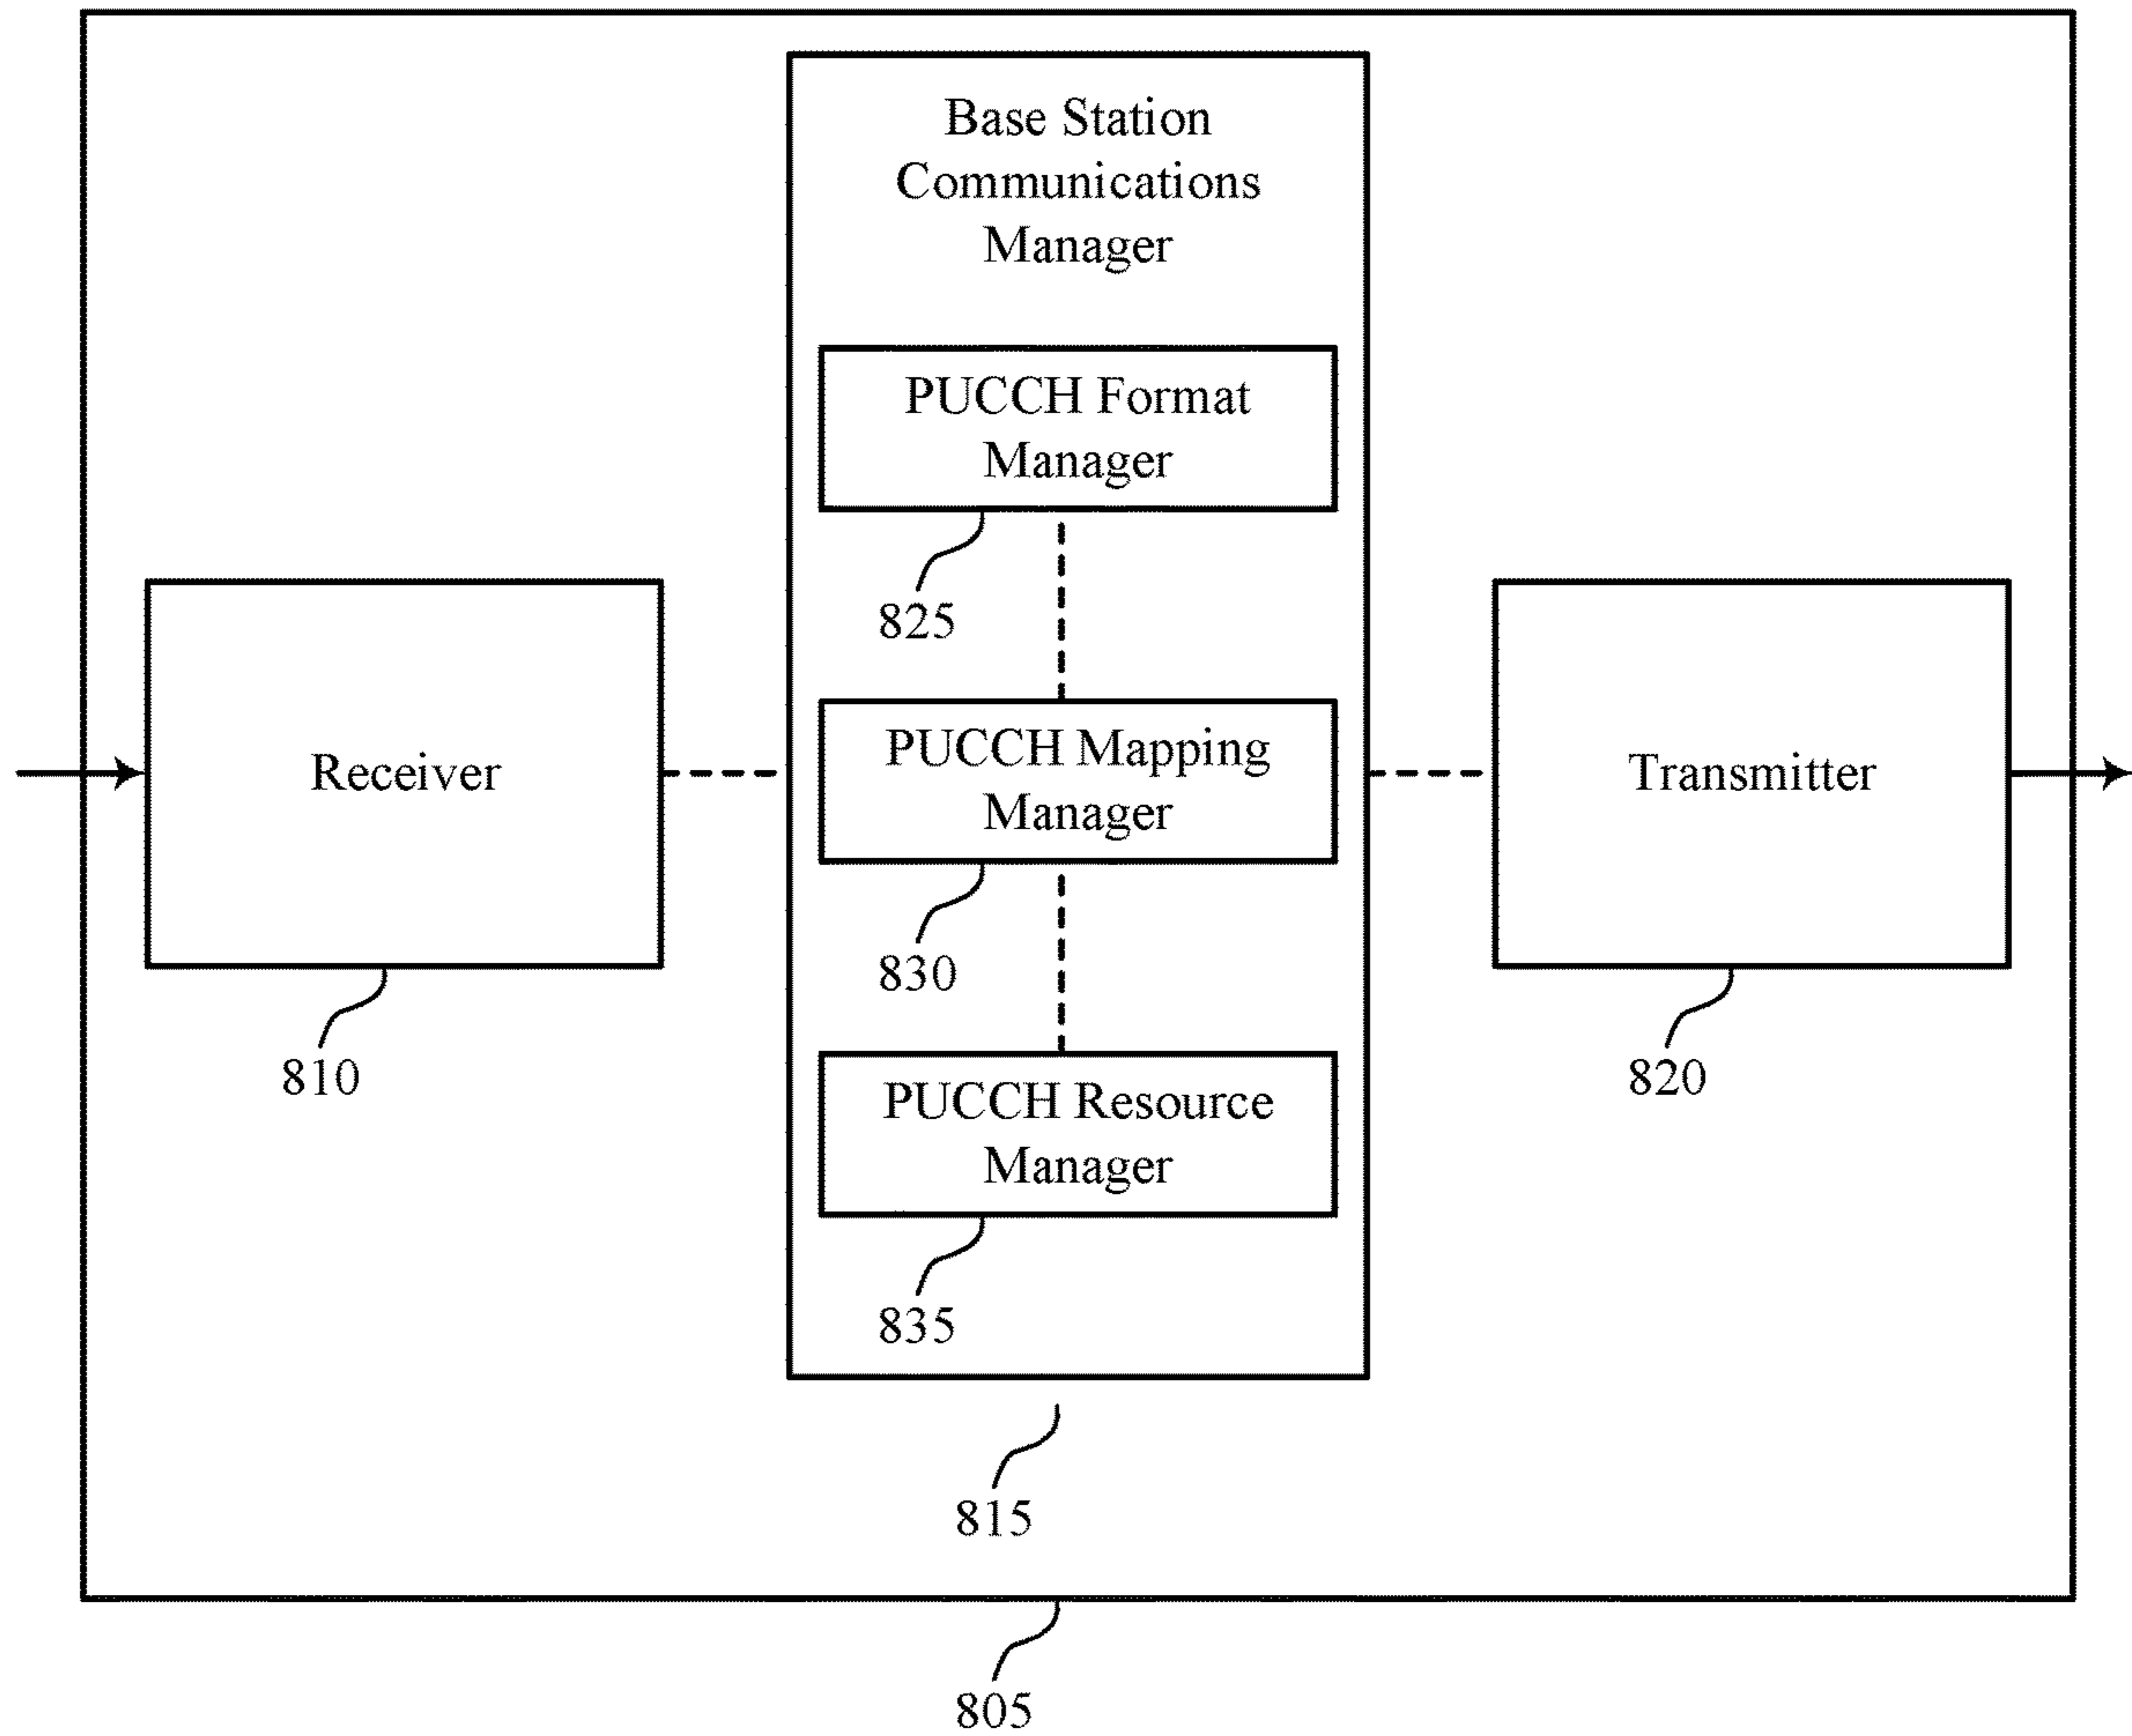 Base Station
Communications
Manager
PUCCH Format
Manager
825
Receiver
810
PUCCH Mapping
Manager
830
Transmitter
820
PUCCH Resource
Manager
835
815
805